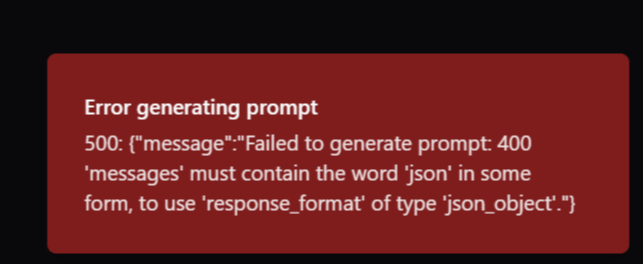 Error generating prompt
500: {"message":"Failed to generate prompt: 400
'messages' must contain the word 'json' in some
form, to use 'response_format' of type 'json_object'."}